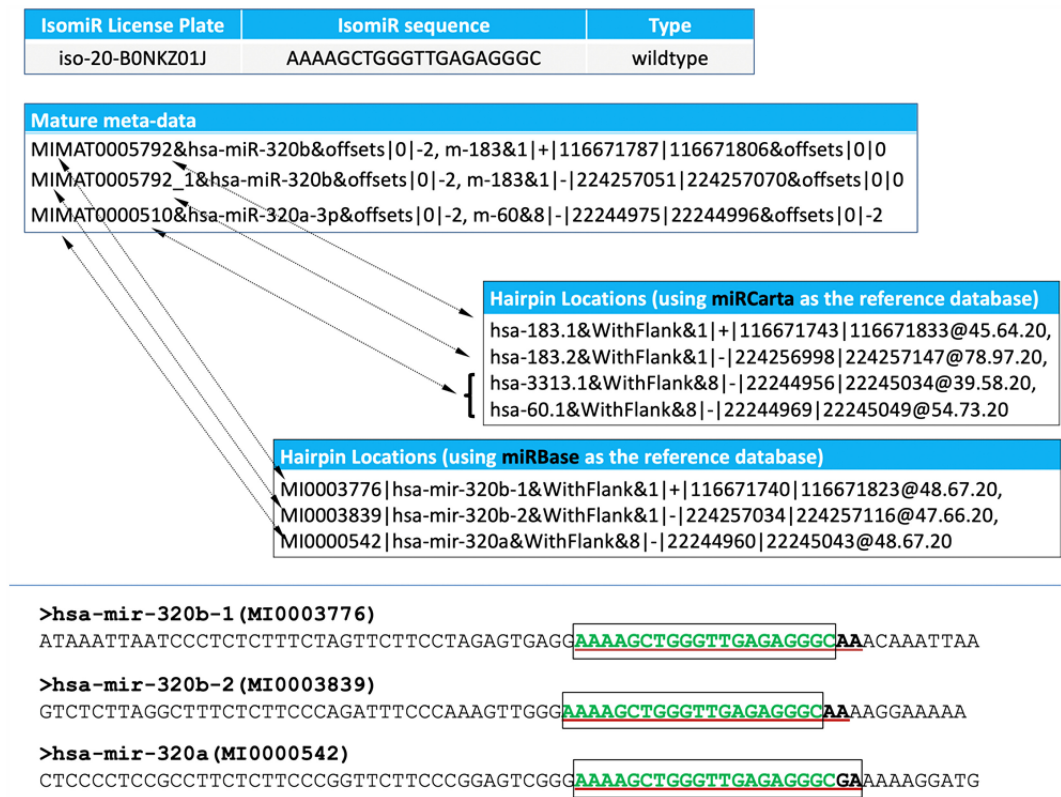 IsomiR License Plate IsomiR sequence Type
iso-20-B0NKZ01J AAAAGCTGGGTTGAGAGGGC wildtype
Mature meta-data
MIMAT0005792&hsa-miR-320b&offsets|0|-2, m-183&1|+|116671787|116671806&offsets|0|0
MIMAT0005792_1&hsa-miR-320b&offsets|0|-2, m-183&1|-|224257051|224257070&offsets|0|0
MIMAT0000510&hsa-miR-320a-3p&offsets|0|-2, m-60&8|-|22244975|22244996&offsets|0|-2
Hairpin Locations (using miRCarta as the reference database)
hsa-183.1&WithFlank&1|+|116671743|116671833@45.64.20,
hsa-183.2&WithFlank&1|-|224256998|224257147@78.97.20,
hsa-3313.1&WithFlank&8|-|22244956|22245034@39.58.20,
hsa-60.1&WithFlank&8|-|22244969|22245049@54.73.20
Hairpin Locations (using miRBase as the reference database)
MI0003776|hsa-mir-320b-1&WithFlank&1|+|116671740|116671823@48.67.20,
MI0003839|hsa-mir-320b-2&WithFlank&1|-|224257034|224257116@47.66.20,
MI0000542|hsa-mir-320a&WithFlank&8|-|22244960|22245043@48.67.20
>hsa-mir-320b-1(MI0003776)
ATAAATTAATCCCTCTCTTTCTAGTTCTTCCTAGAGTGAGGAAAAGCTGGGTTGAGAGGGCAAACAAATTAA
>hsa-mir-320b-2(MI0003839)
GTCTCTTAGGCTTTCTCTTCCCAGATTTCCCAAAGTTGGGAAAAGCTGGGTTGAGAGGGCAAAAGGAAAAA
>hsa-mir-320a(MI0000542)
CTCCCCTCCGCCTTCTCTTCCCGGTTCTTCCCGGAGTCGGGAAAAGCTGGGTTGAGAGGGCGAAAAAGGATG